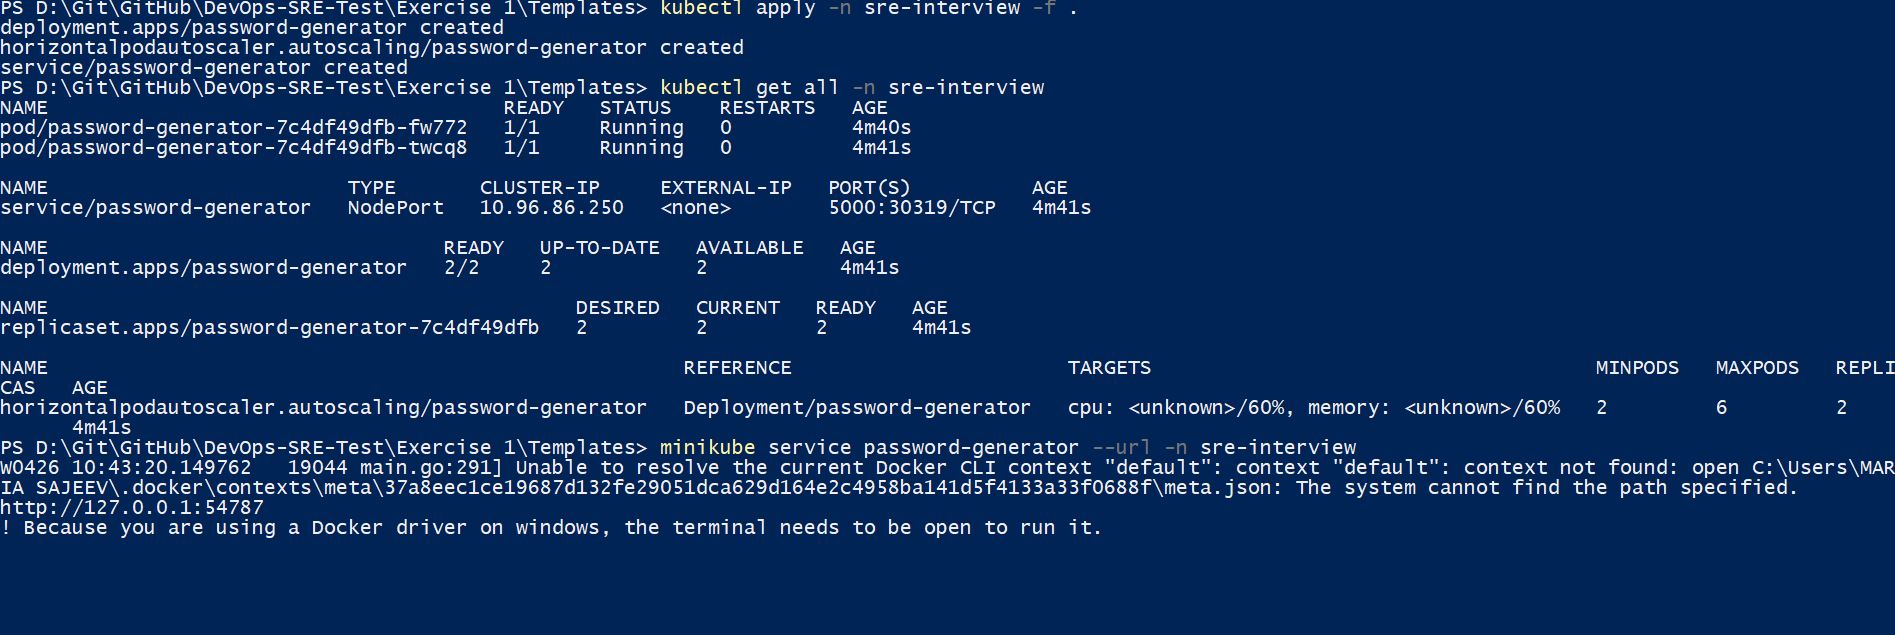 PS D:\Git\GitHub\DevOps-SRE-Test\Exercise 1\Templates> kubectl apply -n sre-interview -f .
deployment.apps/password-generator created
horizontalpodautoscaler.autoscaling/password-generator created
service/password-generator created
PS D:\Git\GitHub\DevOps-SRE-Test\Exercise 1\Templates> kubectl get all -n sre-interview
NAME                                      READY   STATUS    RESTARTS   AGE
pod/password-generator-7c4df49dfb-fw772   1/1     Running   0          4m40s
pod/password-generator-7c4df49dfb-twcq8   1/1     Running   0          4m41s

NAME                         TYPE       CLUSTER-IP     EXTERNAL-IP   PORT(S)          AGE
service/password-generator   NodePort   10.96.86.250   <none>        5000:30319/TCP   4m41s

NAME                                 READY   UP-TO-DATE   AVAILABLE   AGE
deployment.apps/password-generator   2/2     2            2           4m41s

NAME                                            DESIRED   CURRENT   READY   AGE
replicaset.apps/password-generator-7c4df49dfb   2         2         2       4m41s

NAME                                                     REFERENCE                       TARGETS                                     MINPODS   MAXPODS   REPLI
CAS   AGE
horizontalpodautoscaler.autoscaling/password-generator   Deployment/password-generator   cpu: <unknown>/60%, memory: <unknown>/60%   2         6         2
      4m41s
PS D:\Git\GitHub\DevOps-SRE-Test\Exercise 1\Templates> minikube service password-generator --url -n sre-interview
W0426 10:43:20.149762   19044 main.go:291] Unable to resolve the current Docker CLI context "default": context "default": context not found: open C:\Users\MAR
IA SAJEEV\.docker\contexts\meta\37a8eec1ce19687d132fe29051dca629d164e2c4958ba141d5f4133a33f0688f\meta.json: The system cannot find the path specified.
http://127.0.0.1:54787
! Because you are using a Docker driver on windows, the terminal needs to be open to run it.